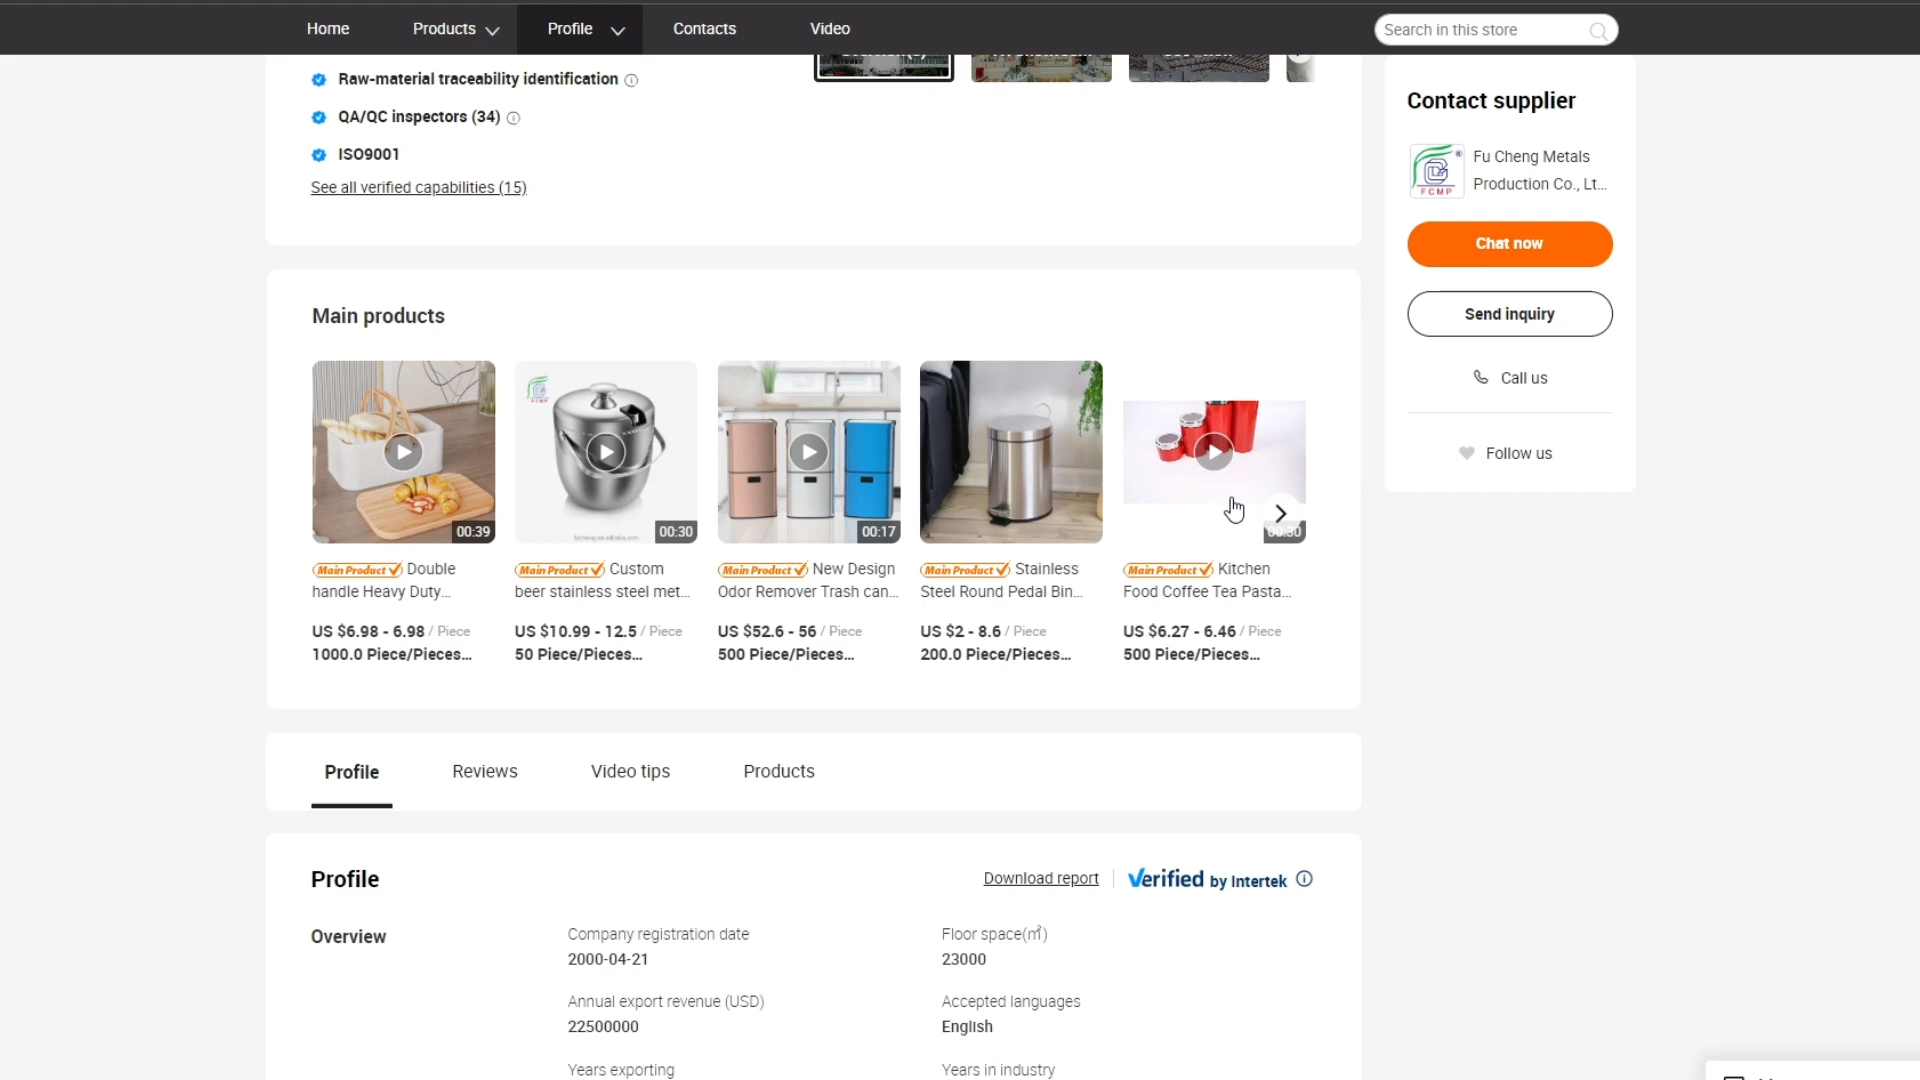 Home Products Profile Contacts Video Search in this store
Raw-material traceability identification
QA/QC inspectors (34)
ISO9001
See all verified capabilities (15)
Contact supplier
FCMP
Fu Cheng Metals
Production Co., Lt...
Chat now
Send inquiry
Call us
Follow us
Main products
00:39
FCMP
00:30
00:17
00:30
Main Product Double
handle Heavy Duty...
US $6.98 - 6.98 / Piece
1000.0 Piece/Pieces...
Main Product Custom
beer stainless steel met...
US $10.99 - 12.5 / Piece
50 Piece/Pieces...
Main Product New Design
Odor Remover Trash can...
US $52.6 - 56 / Piece
500 Piece/Pieces...
Main Product Stainless
Steel Round Pedal Bin...
US $2 - 8.6 / Piece
200.0 Piece/Pieces...
Main Product Kitchen
Food Coffee Tea Pasta...
US $6.27 - 6.46 / Piece
500 Piece/Pieces...
Profile Reviews Video tips Products
Profile
Download report
Verified by Intertek
Overview
Company registration date
2000-04-21
Floor space(㎡)
23000
Annual export revenue (USD)
22500000
Accepted languages
English
Years exporting
Years in industry